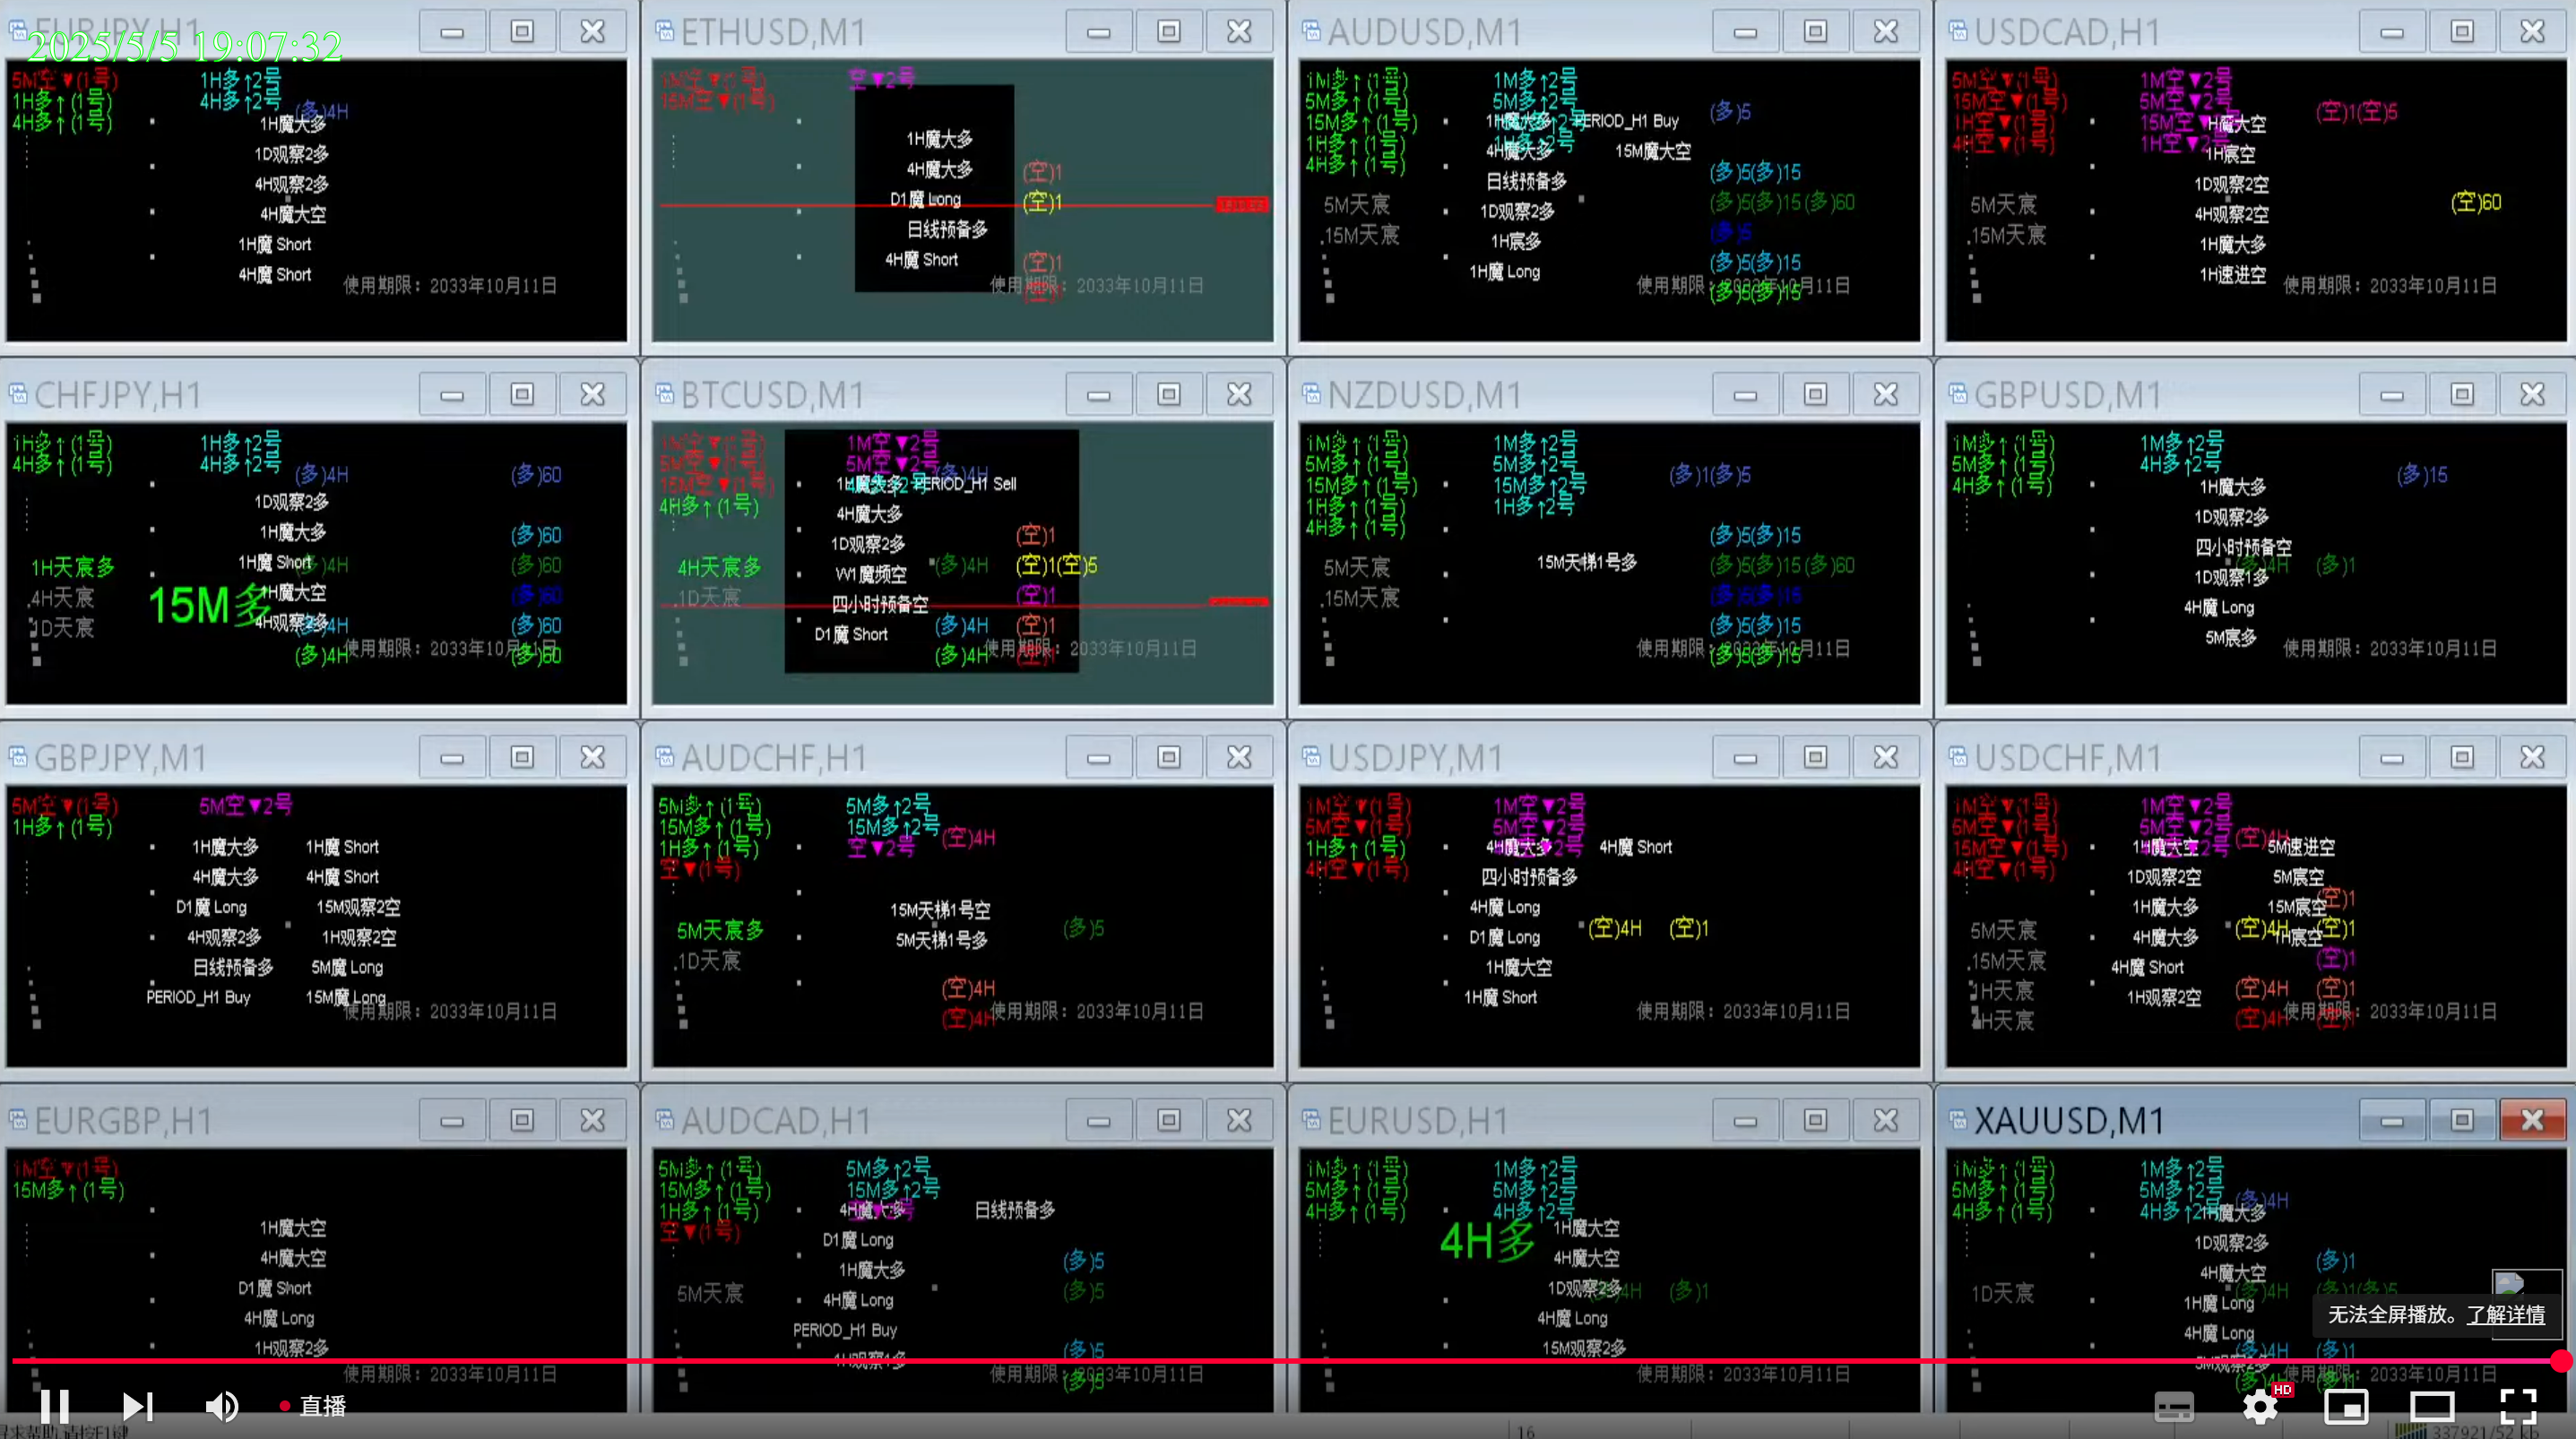 EURJPY,H1
2025/5/5 19:07:32
5M空▼(1号)
1H多↑(1号)
4H多↑(1号)
1H多↑2号
4H多↑2号
(多)4H
1H魔大多
1D观察2多
4H观察2多
4H魔大空
1H魔 Short
4H魔 Short
使用期限：2033年10月11日
ETHUSD,M1
1M空▼(1号)
15M空▼(1号)
空▼2号
1H魔大多
4H魔大多
D1魔 Long
日线预备多
4H魔 Short
(空)1
(空)1
(空)1
使用期限：2033年10月11日
AUDUSD,M1
1M多↑(1号)
5M多↑(1号)
15M多↑(1号)
1H多↑(1号)
4H多↑(1号)
1M多↑2号
5M多↑2号
1H魔大多
PERIOD_H1 Buy
4H魔大多
15M魔大空
日线预备多
1D观察2多
1H宸多
1H魔 Long
5M天宸
.15M天宸
(多)5
(多)5(多)15
(多)5(多)15(多)60
(多)5
(多)5(多)15
(多)5(多)15
使用期限：2033年10月11日
USDCAD,H1
5M空▼(1号)
15M空▼(1号)
1H空▼(1号)
4H空▼(1号)
1M空▼2号
5M空▼2号
15M空▼2号
1H空▼2号
1H宸空
1D观察2空
4H观察2空
1H魔大多
1H速进空
5M天宸
.15M天宸
(空)1(空)5
(空)60
使用期限：2033年10月11日
CHFJPY,H1
1H多↑(1号)
4H多↑(1号)
1H多↑2号
4H多↑2号
(多)4H
(多)60
1D观察2多
1H魔大多
1H魔 Short
1H魔大空
4H观察2多
1H天宸多
.4H天宸
1D天宸
15M多
(多)4H
(多)60
(多)60
(多)60
(多)60
(多)4H
(多)60
使用期限：2033年10月11日
BTCUSD,M1
1M空▼(1号)
5M空▼(1号)
15M空▼(1号)
4H多↑(1号)
1M空▼2号
5M空▼2号
(多)4H
1H魔大多
PERIOD_H1 Sell
4H魔大多
1D观察2多
W1魔频空
四小时预备空
D1魔 Short
4H天宸多
.1D天宸
(空)1
(多)4H
(空)1(空)5
(空)1
(多)4H
(空)1
(多)4H
使用期限：2033年10月11日
NZDUSD,M1
1M多↑(1号)
5M多↑(1号)
15M多↑(1号)
1H多↑(1号)
4H多↑(1号)
1M多↑2号
5M多↑2号
15M多↑2号
1H多↑2号
15M天梯1号多
5M天宸
.15M天宸
(多)1(多)5
(多)5(多)15
(多)5(多)15(多)60
(多)5(多)15
(多)5(多)15
(多)5(多)15
使用期限：2033年10月11日
GBPUSD,M1
1M多↑(1号)
5M多↑(1号)
4H多↑(1号)
1M多↑2号
4H多↑2号
(多)15
1H魔大多
1D观察2多
四小时预备空
(多)4H
(多)1
1D观察1多
4H魔 Long
5M宸多
使用期限：2033年10月11日
GBPJPY,M1
5M空▼(1号)
1H多↑(1号)
5M空▼2号
1H魔大多
1H魔 Short
4H魔大多
4H魔 Short
D1魔 Long
15M观察2空
4H观察2多
1H观察2空
日线预备多
5M魔 Long
PERIOD_H1 Buy
15M魔 Long
使用期限：2033年10月11日
AUDCHF,H1
5M多↑(1号)
15M多↑(1号)
1H多↑(1号)
空▼(1号)
5M多↑2号
15M多↑2号
空▼2号
(空)4H
15M天梯1号空
5M天梯1号多
5M天宸多
.1D天宸
(多)5
(空)4H
(空)4H
使用期限：2033年10月11日
USDJPY,M1
1M空▼(1号)
5M空▼(1号)
1H多↑(1号)
4H空▼(1号)
1M空▼2号
5M空▼2号
4H魔大多
4H魔 Short
四小时预备多
4H魔 Long
D1魔 Long
1H魔大空
1H魔 Short
(空)4H
(空)1
使用期限：2033年10月11日
USDCHF,M1
1M空▼(1号)
5M空▼(1号)
15M空▼(1号)
4H空▼(1号)
1M空▼2号
5M空▼2号
(空)4H
1H魔大空
5M速进空
1D观察2空
5M宸空
1H魔大多
15M宸空
4H魔大多
1H宸空
4H魔 Short
1H观察2空
5M天宸
.15M天宸
1H天宸
4H天宸
(空)1
(空)4H
(空)1
(空)1
(空)4H
(空)1
(空)4H
(空)1
使用期限：2033年10月11日
EURGBP,H1
1M空▼(1号)
15M多↑(1号)
1H魔大空
4H魔大空
D1魔 Short
4H魔 Long
1H观察2多
使用期限：2033年10月11日
AUDCAD,H1
5M多↑(1号)
15M多↑(1号)
1H多↑(1号)
空▼(1号)
5M多↑2号
15M多↑2号
4H魔大多
日线预备多
D1魔 Long
1H魔大多
4H魔 Long
PERIOD_H1 Buy
1H观察1多
5M天宸
(多)5
(多)5
(多)5
(多)5
使用期限：2033年10月11日
EURUSD,H1
1M多↑(1号)
5M多↑(1号)
4H多↑(1号)
1M多↑2号
5M多↑2号
4H多↑2号
4H多
1H魔大空
4H魔大空
1D观察2多
4H魔 Long
15M观察2多
(多)1
使用期限：2033年10月11日
XAUUSD,M1
1M多↑(1号)
5M多↑(1号)
4H多↑(1号)
1M多↑2号
5M多↑2号
4H多↑2号
(多)4H
1H魔大多
1D观察2多
4H魔大空
1H魔 Long
4H魔 Long
5M观察2多
1D天宸
(多)1
(多)4H
(多)1(多)5
(多)4H
(多)1
使用期限：2033年10月11日
无法全屏播放。了解详情
直播
HD
16
337921/52 kb